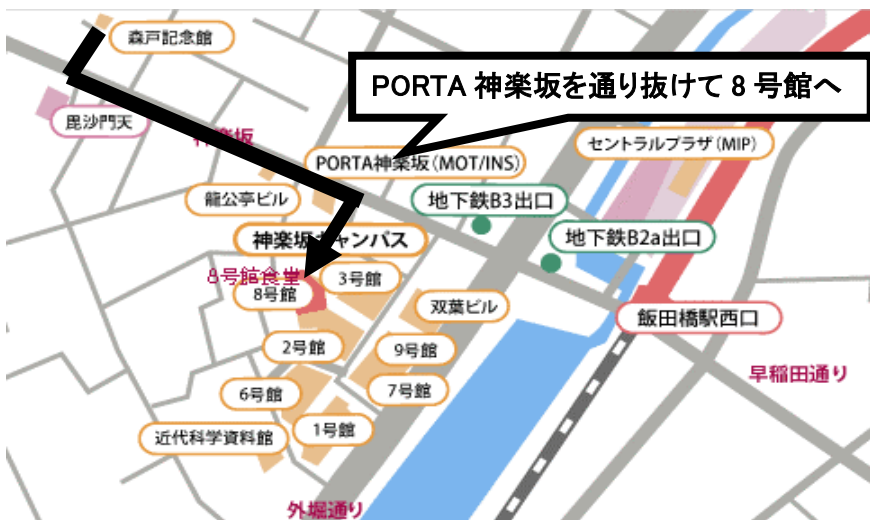 森戸記念館
PORTA 神楽坂を通り抜けて 8 号館へ
毘沙門天
神楽坂
PORTA神楽坂(MOT/INS)
セントラルプラザ(MIP)
龍公亭ビル
地下鉄B3出口
地下鉄B2a出口
神楽坂キャンパス
8号館食堂
3号館
8号館
双葉ビル
飯田橋駅西口
2号館
9号館
早稲田通り
6号館
7号館
近代科学資料館
1号館
外堀通り